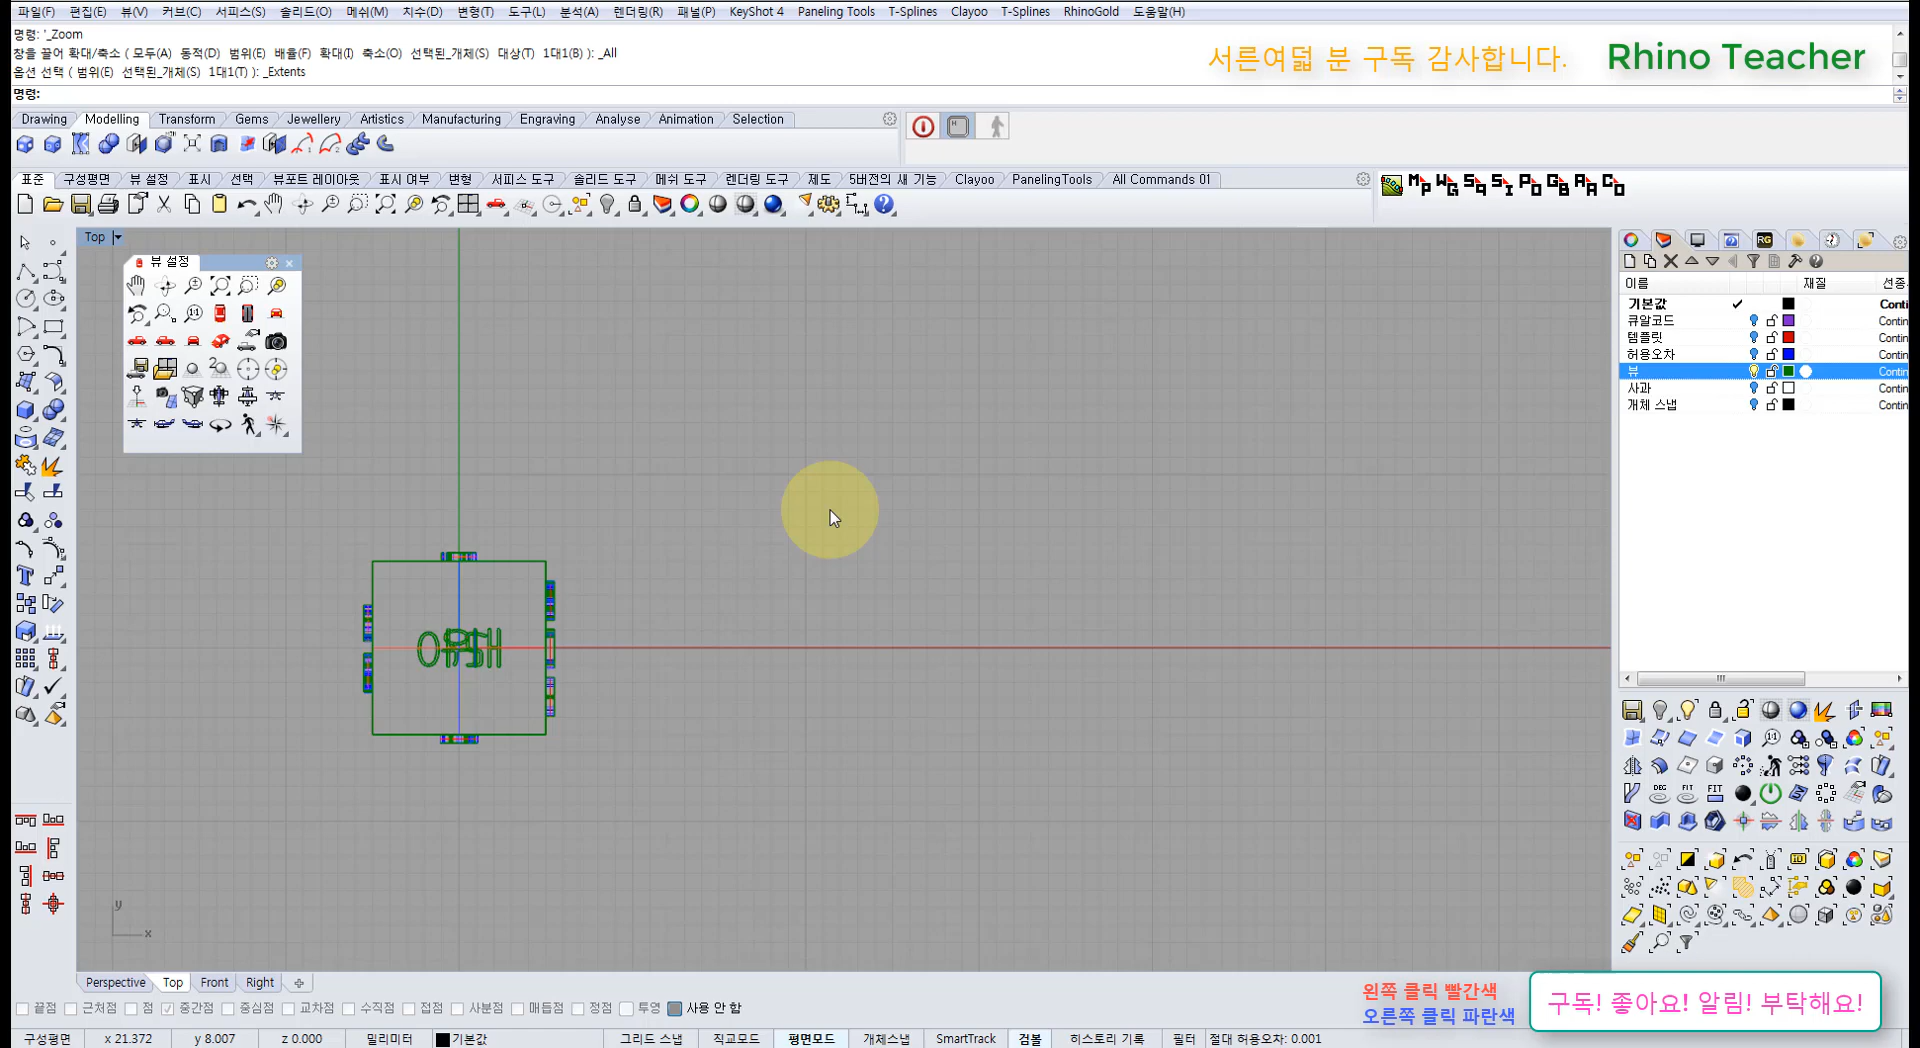 파일(F) 편집(E) 뷰(V) 커브(C) 서피스(S) 솔리드(O) 메쉬(M) 치수(D) 변형(T) 도구(L) 분석(A) 렌더링(R) 패널(P) KeyShot 4 Paneling Tools T-Splines Clayoo T-Splines RhinoGold 도움말(H)
명령: '_Zoom
창을 끌어 확대/축소 ( 모두(A) 동적(D) 범위(E) 배율(F) 확대(I) 축소(O) 선택된_개체(S) 대상(T) 1대1(B) ): _All
옵션 선택 ( 범위(E) 선택된_개체(S) 1대1(T) ): _Extents
명령:
서른여덟 분 구독 감사합니다. Rhino Teacher
Drawing Modelling Transform Gems Jewellery Artistics Manufacturing Engraving Analyse Animation Selection
표준 구성평면 뷰 설정 표시 선택 뷰포트 레이아웃 표시 여부 변형 서피스 도구 솔리드 도구 메쉬 도구 렌더링 도구 제도 5버전의 새 기능 Clayoo PanelingTools All Commands 01
Top
뷰 설정
이름 재질 선종
기본값 Conti
큐알코드 Contin
템플릿 Contin
허용오차 Contin
뷰 Contin
사과 Contin
개체 스냅 Contin
y
x
Perspective Top Front Right
끝점 근처점 점 중간점 중심점 교차점 수직점 접점 사분점 매듭점 정점 투영 사용 안 함
왼쪽 클릭 빨간색
오른쪽 클릭 파란색
구독! 좋아요! 알림! 부탁해요!
구성평면 x 21.372 y 8.007 z 0.000 밀리미터 기본값 그리드 스냅 직교모드 평면모드 개체스냅 SmartTrack 검볼 히스토리 기록 필터 절대 허용오차: 0.001